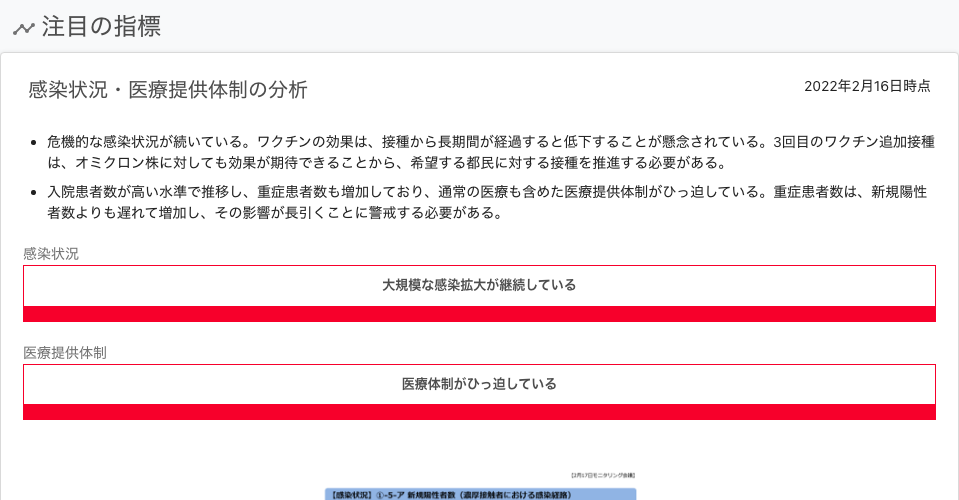 注目の指標
感染状況・医療提供体制の分析
2022年2月16日時点
危機的な感染状況が続いている。ワクチンの効果は、接種から長期間が経過すると低下することが懸念されている。3回目のワクチン追加接種
は、オミクロン株に対しても効果が期待できることから、希望する都民に対する接種を推進する必要がある。
入院患者数が高い水準で推移し、重症患者数も増加しており、通常の医療も含めた医療提供体制がひっ迫している。重症患者数は、新規陽性
者数よりも遅れて増加し、その影響が長引くことに警戒する必要がある。
感染状況
大規模な感染拡大が継続している
医療提供体制
医療体制がひっ迫している
【2月17日モニタリング会議】
【感染状況】①-5-ア 新規陽性者数（濃厚接触者における感染経路）